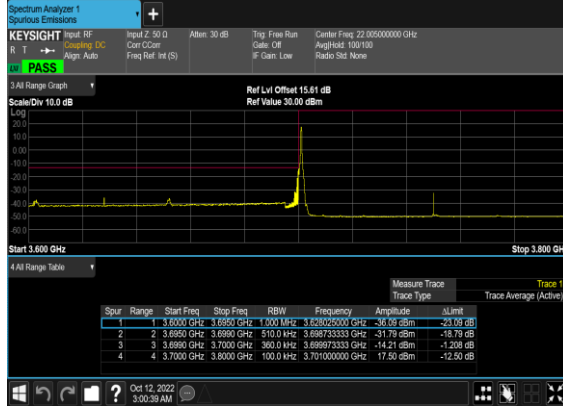 Spectrum Analyzer 1
Spurious Emissions
+
KEYSIGHT Input: RF Input Z: 50 Ω Atten: 30 dB Trig: Free Run Center Freq: 22.005000000 GHz
R T Coupling: DC Corr CCorr Gate: Off Avg|Hold: 100/100
Align: Auto Freq Ref: Int (S) IF Gain: Low Radio Std: None
PASS
3 All Range Graph
Ref Lvl Offset 15.61 dB
Scale/Div 10.0 dB Ref Value 30.00 dBm
Log
20.0
10.0
0.00
-10.0
-20.0
-30.0
-40.0
-50.0
-60.0
Start 3.600 GHz Stop 3.800 GH
4 All Range Table
Measure Trace Trace 1
Trace Type Trace Average (Active)
Spur Range Start Freq Stop Freq RBW Frequency Amplitude ΔLimit
1 1 3.6000 GHz 3.6950 GHz 1.000 MHz 3.628025000 GHz -36.09 dBm -23.09 dB
2 2 3.6950 GHz 3.6990 GHz 510.0 kHz 3.698733333 GHz -31.79 dBm -18.79 dB
3 3 3.6990 GHz 3.7000 GHz 360.0 kHz 3.699973333 GHz -14.21 dBm -1.208 dB
4 4 3.7000 GHz 3.8000 GHz 100.0 kHz 3.701000000 GHz 17.50 dBm -12.50 dB
? Oct 12, 2022
3:00:39 AM